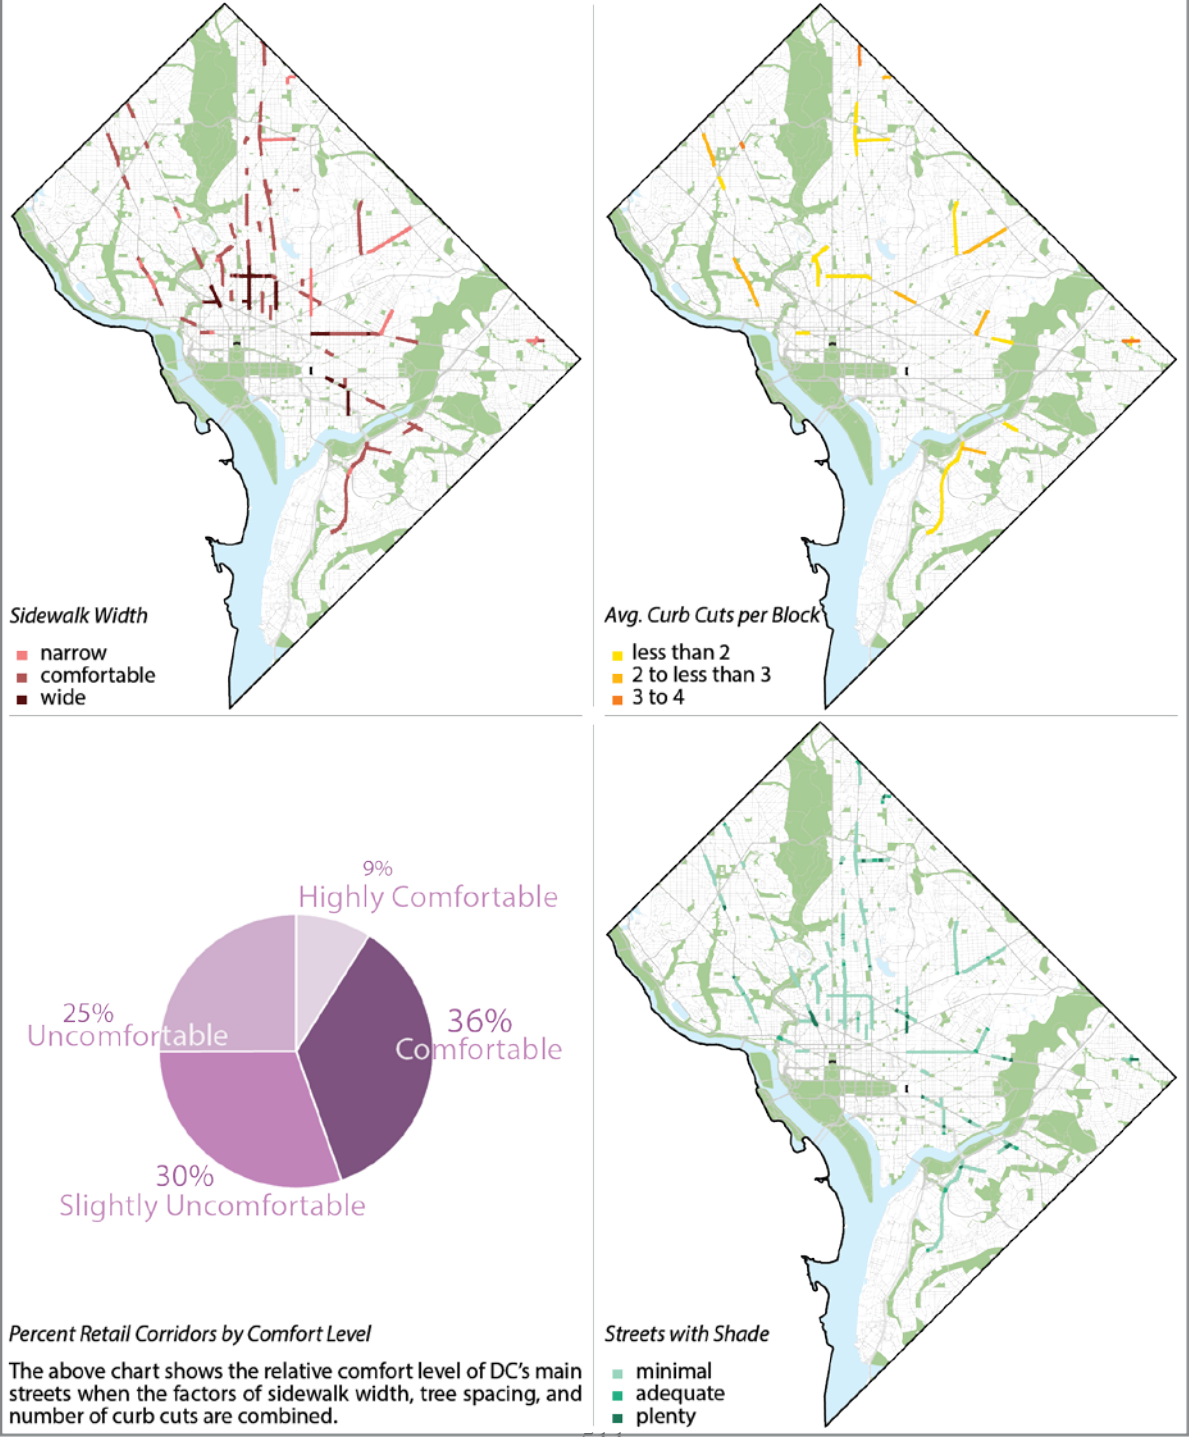 Sidewalk Width
narrow
comfortable
wide
Avg. Curb Cuts per Block
less than 2
2 to less than 3
3 to 4
9%
Highly Comfortable
36%
Comfortable
25%
Uncomfortable
30%
Slightly Uncomfortable
Percent Retail Corridors by Comfort Level
The above chart shows the relative comfort level of DC's main
streets when the factors of sidewalk width, tree spacing, and
number of curb cuts are combined.
Streets with Shade
minimal
adequate
plenty